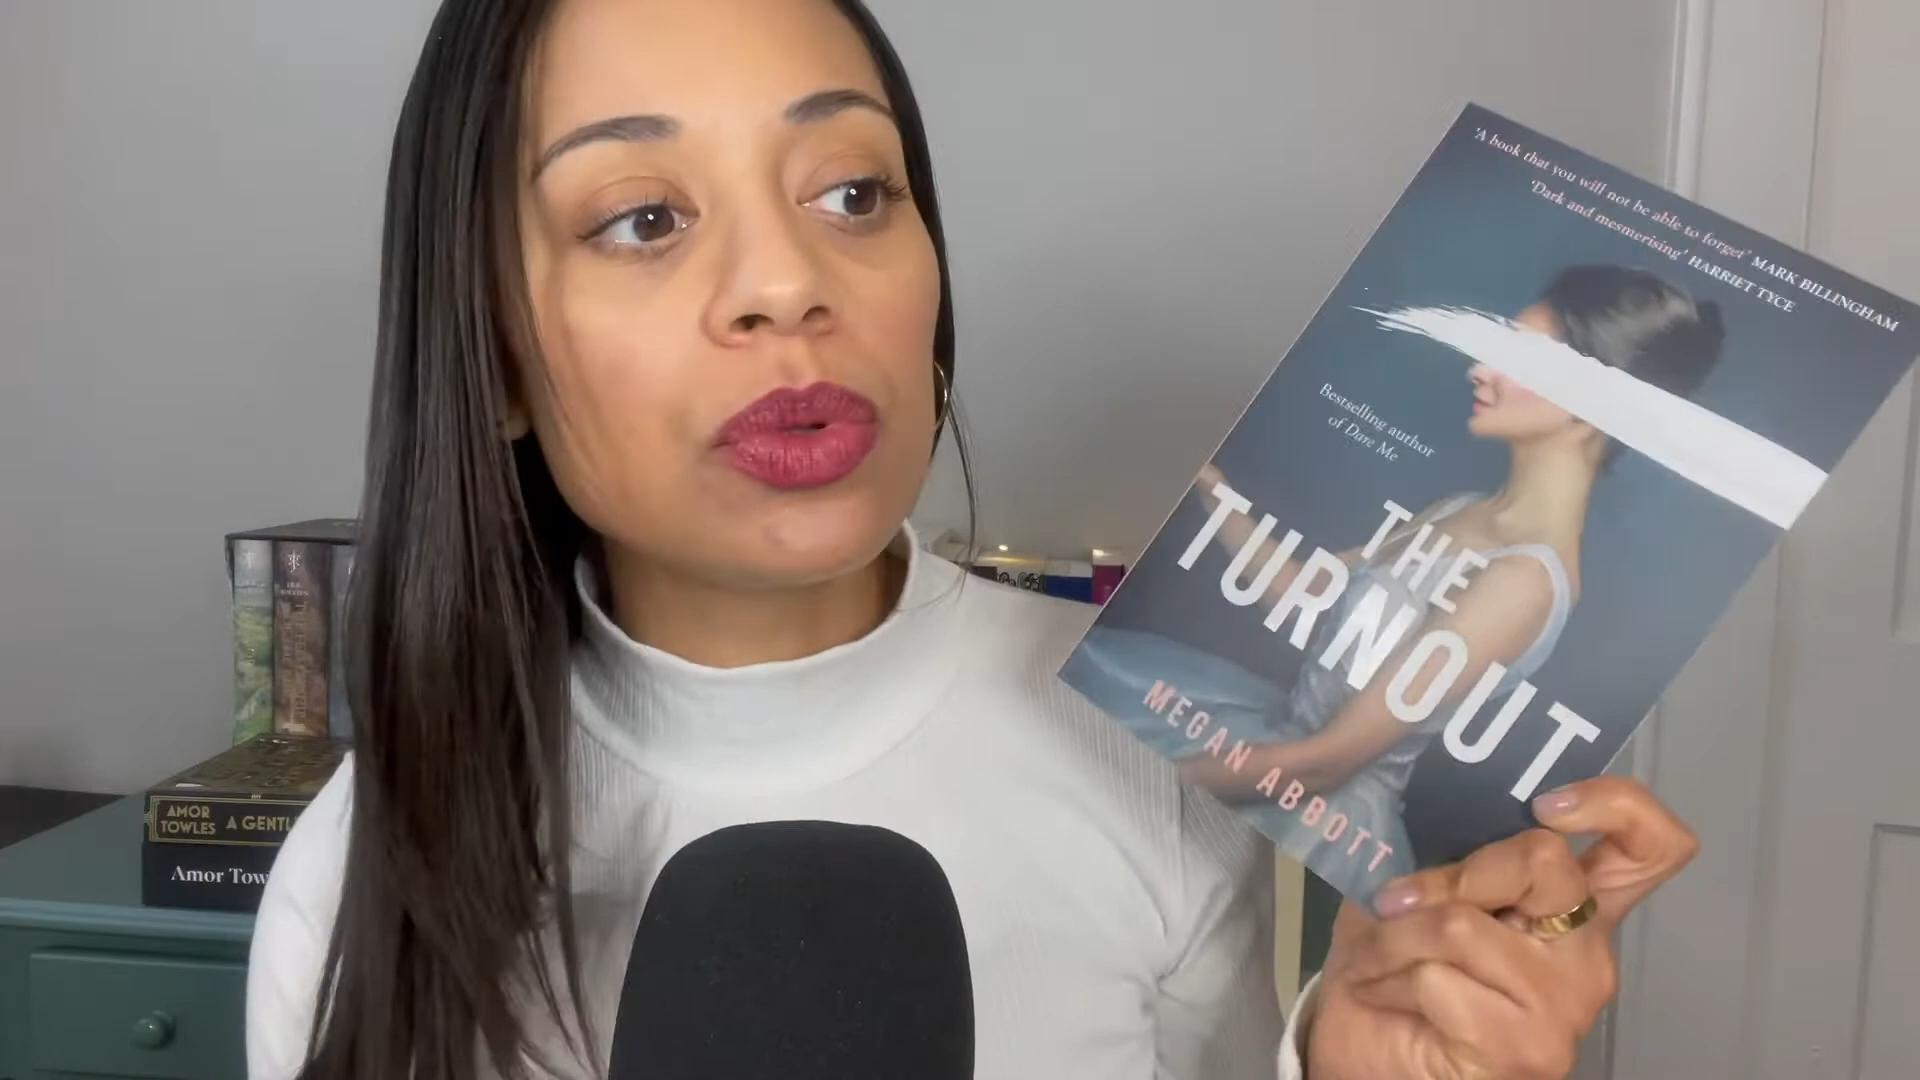 'A book that you will not be able to forget' MARK BILLINGHAM
'Dark and mesmerising' HARRIET TYCE
Bestselling author
of Dare Me
THE
TURNOUT
MEGAN ABBOTT
AMOR
TOWLES
A GENTL
Amor Tow